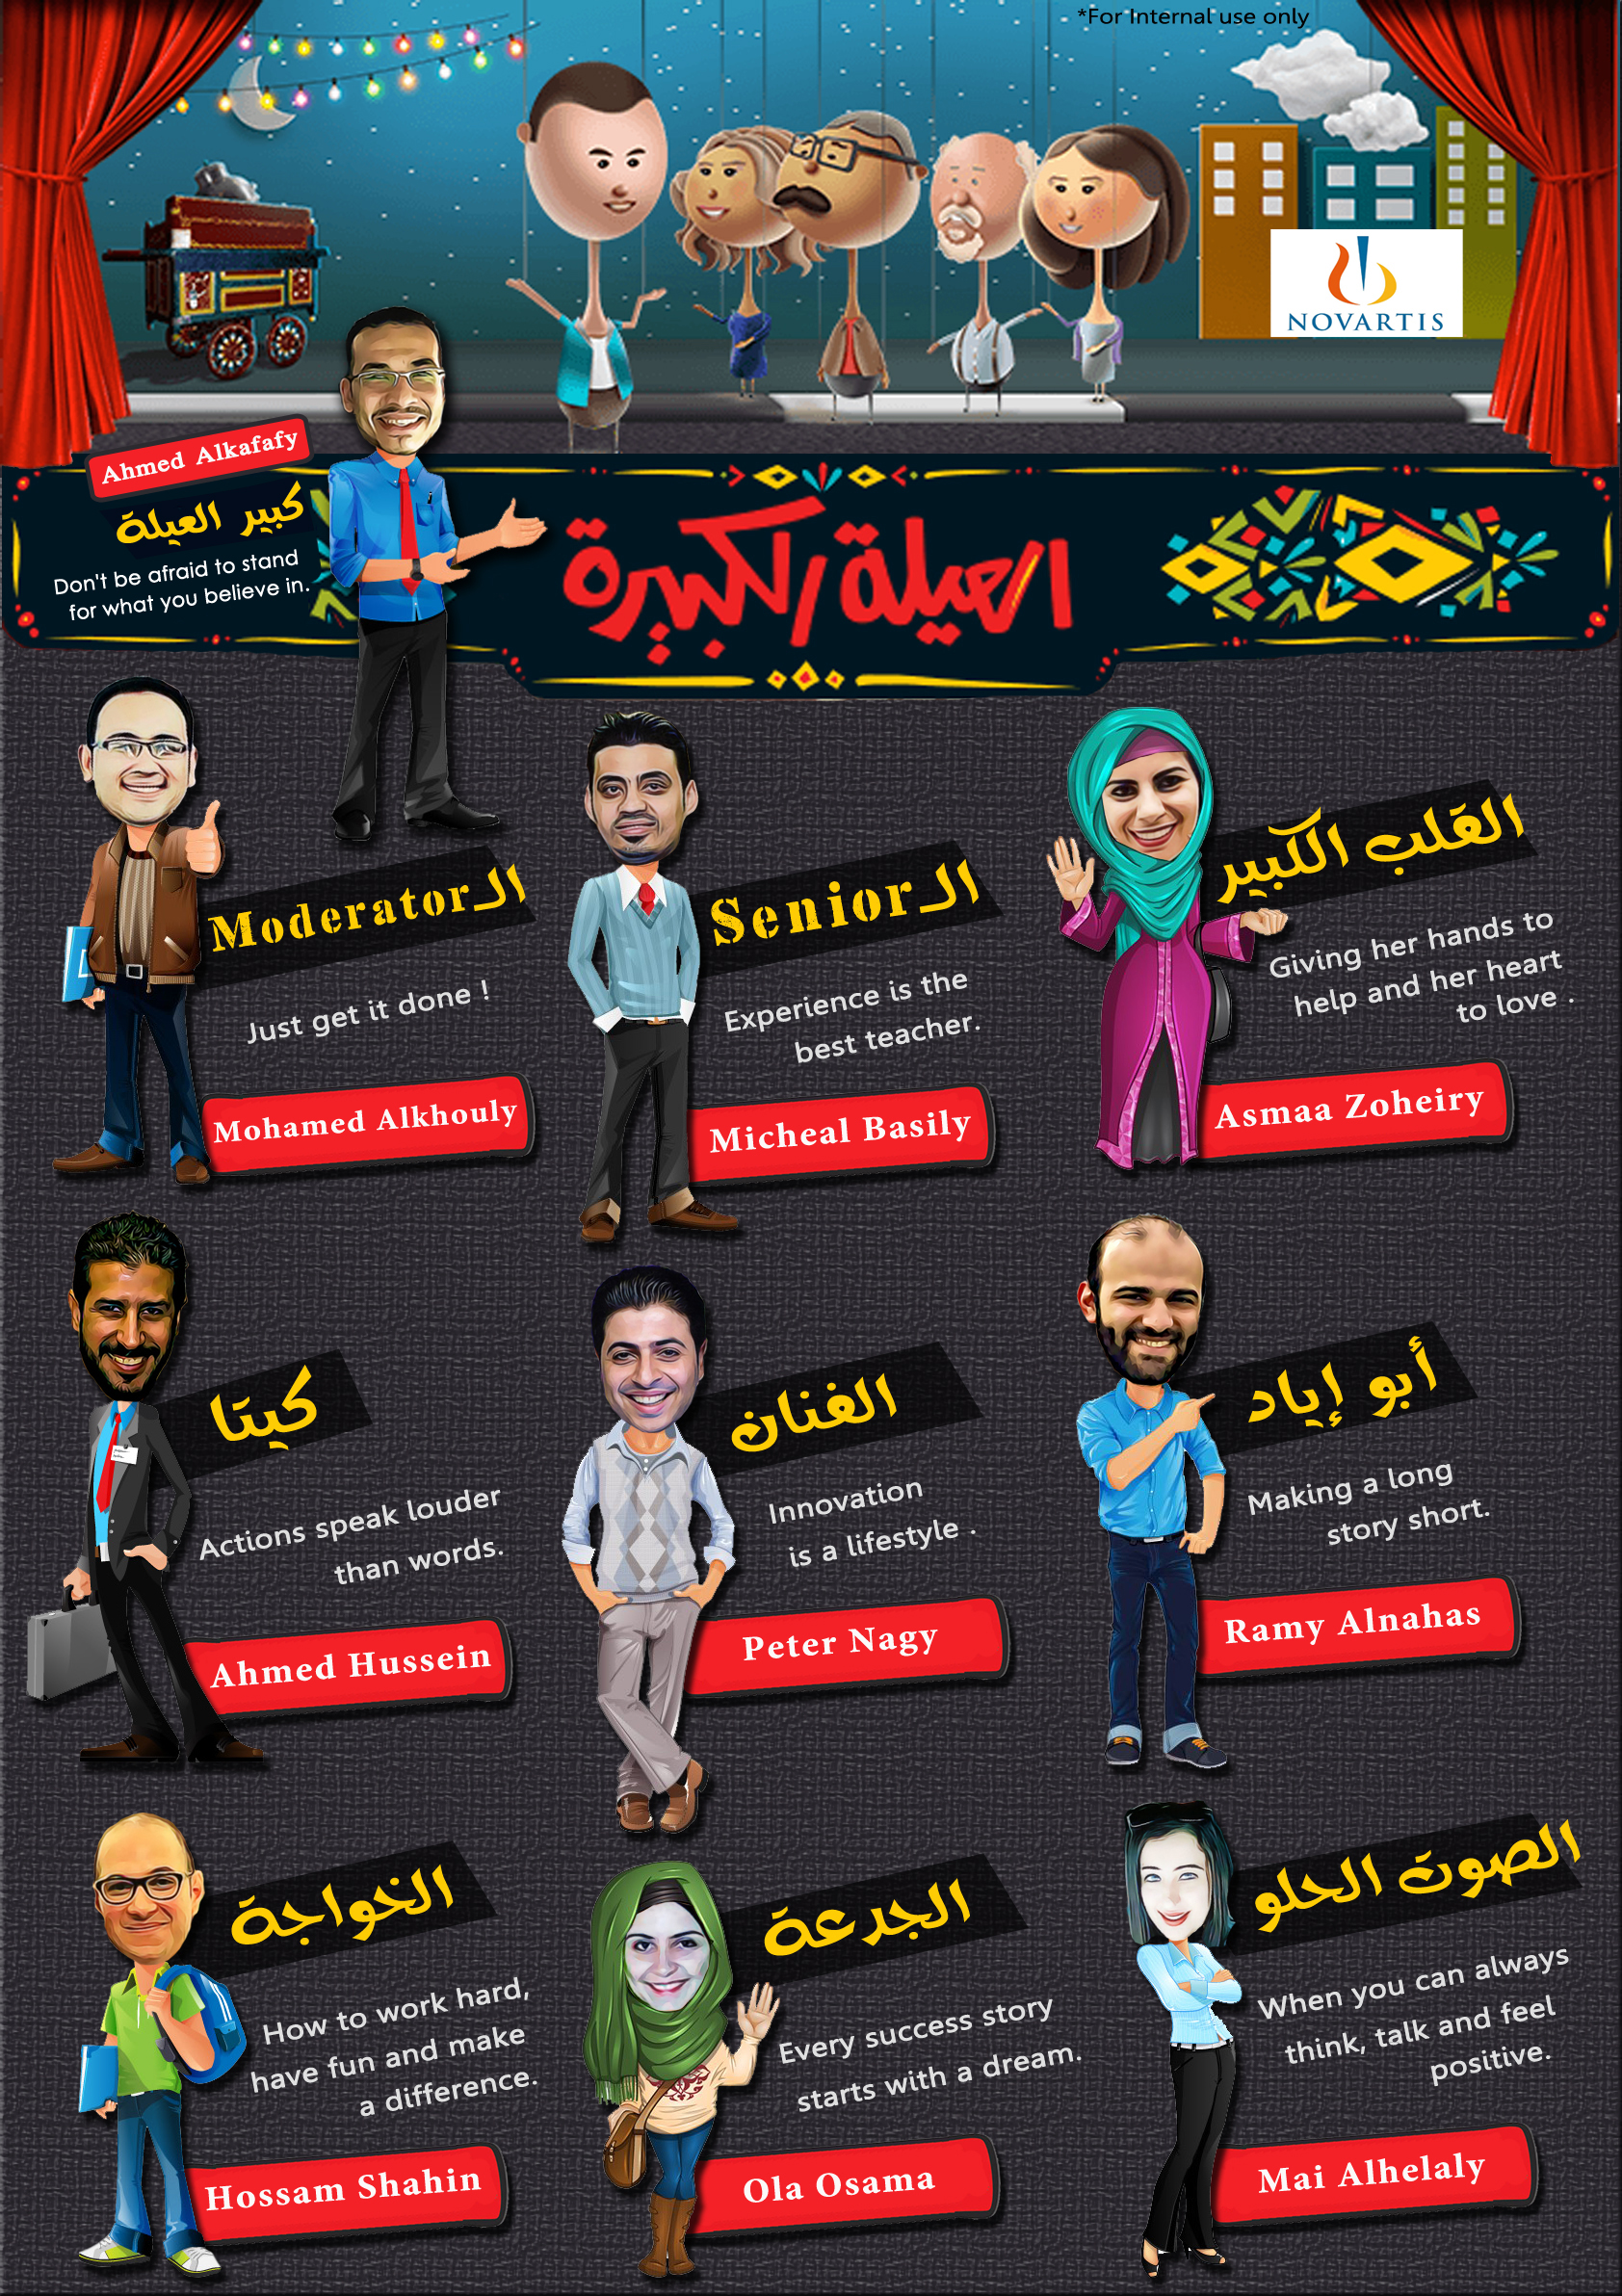 *For Internal use only
NOVARTIS
Ahmed Alkafafy
كبير العيلة
Don't be afraid to stand
for what you believe in.
العيلة الكبيرة
الـ Moderator
Just get it done !
Mohamed Alkhouly
الـ Senior
Experience is the
best teacher.
Micheal Basily
القلب الكبير
Giving her hands to
help and her heart
to love .
Asmaa Zoheiry
كيتا
Actions speak louder
than words.
Ahmed Hussein
الفنان
Innovation
is a lifestyle .
Peter Nagy
أبو إياد
Making a long
story short.
Ramy Alnahas
الخواجة
How to work hard,
have fun and make
a difference.
Hossam Shahin
الجدعة
Every success story
starts with a dream.
Ola Osama
الصوت الحلو
When you can always
think, talk and feel
positive.
Mai Alhelaly